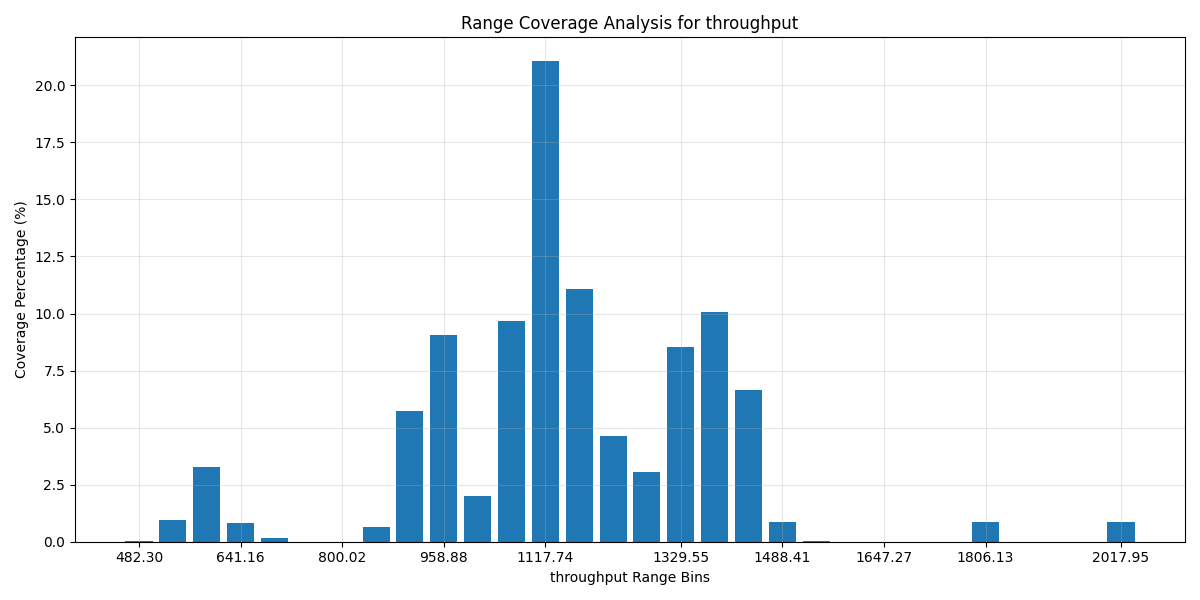 Range Coverage Analysis for throughput
20.0
17.5
15.0
12.5
10.0
7.5
5.0
2.5
0.0
Coverage Percentage (%)
482.30 641.16 800.02 958.88 1117.74 1329.55 1488.41 1647.27 1806.13 2017.95
throughput Range Bins